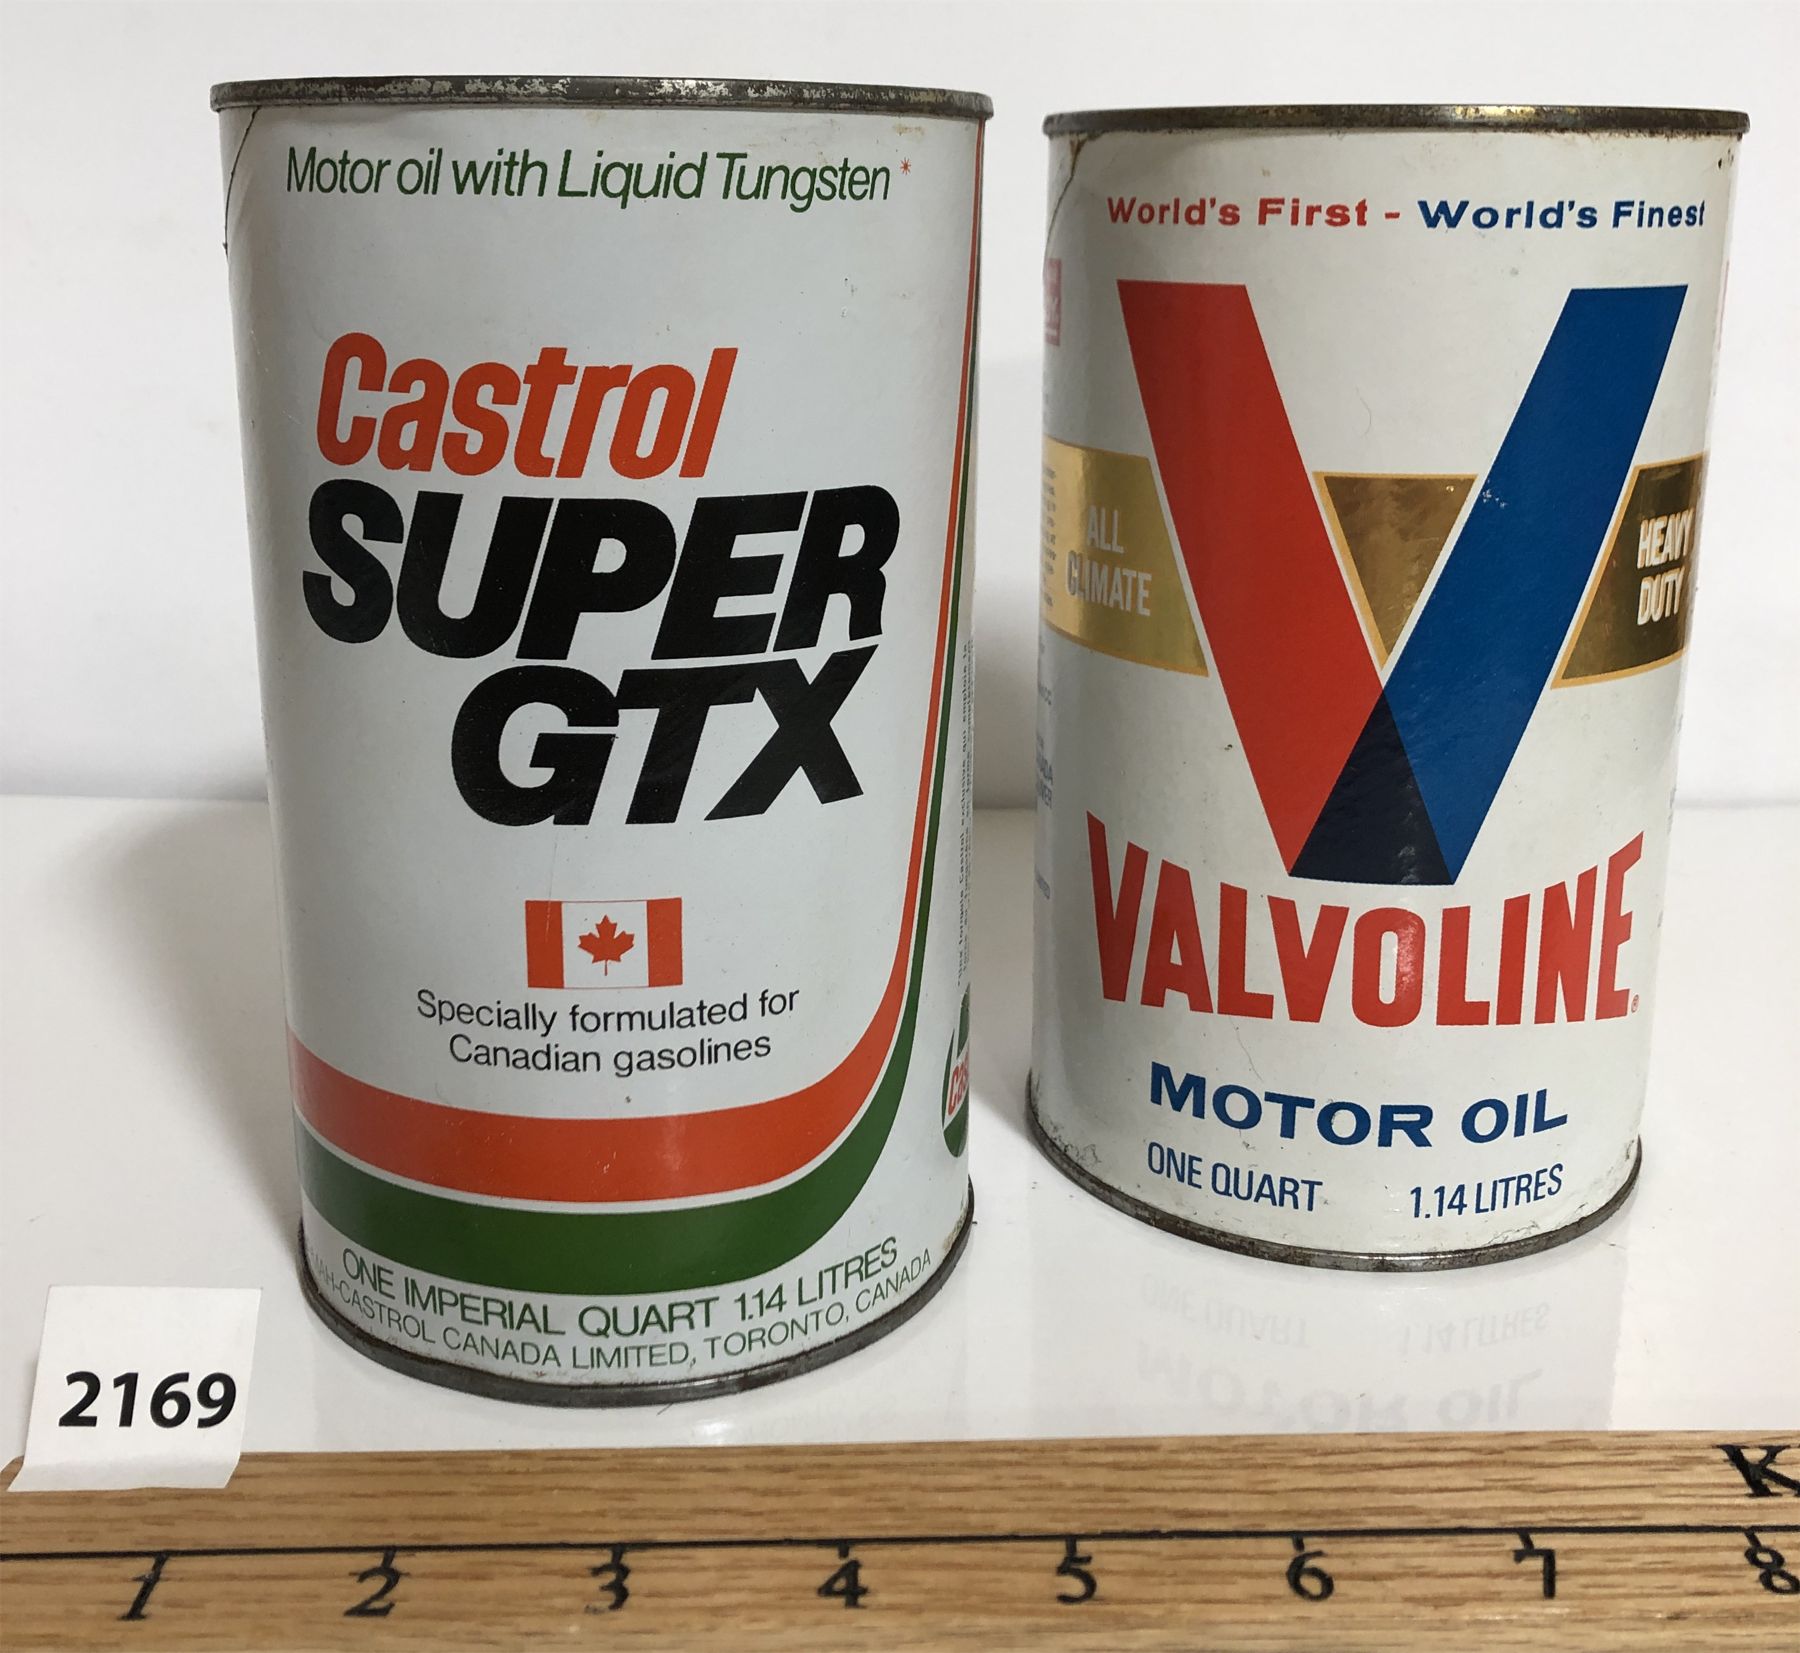 Motor oil with Liquid Tungsten*
Castrol
SUPER
GTX
Specially formulated for
Canadian gasolines
ONE IMPERIAL QUART 1.14 LITRES
-CASTROL CANADA LIMITED, TORONTO, CANADA
World's First - World's Finest
ALL
CLIMATE
HEAVY
DUTY
VALVOLINE®
MOTOR OIL
ONE QUART 1.14 LITRES
2169
K
1 2 3 4 5 6 7 8